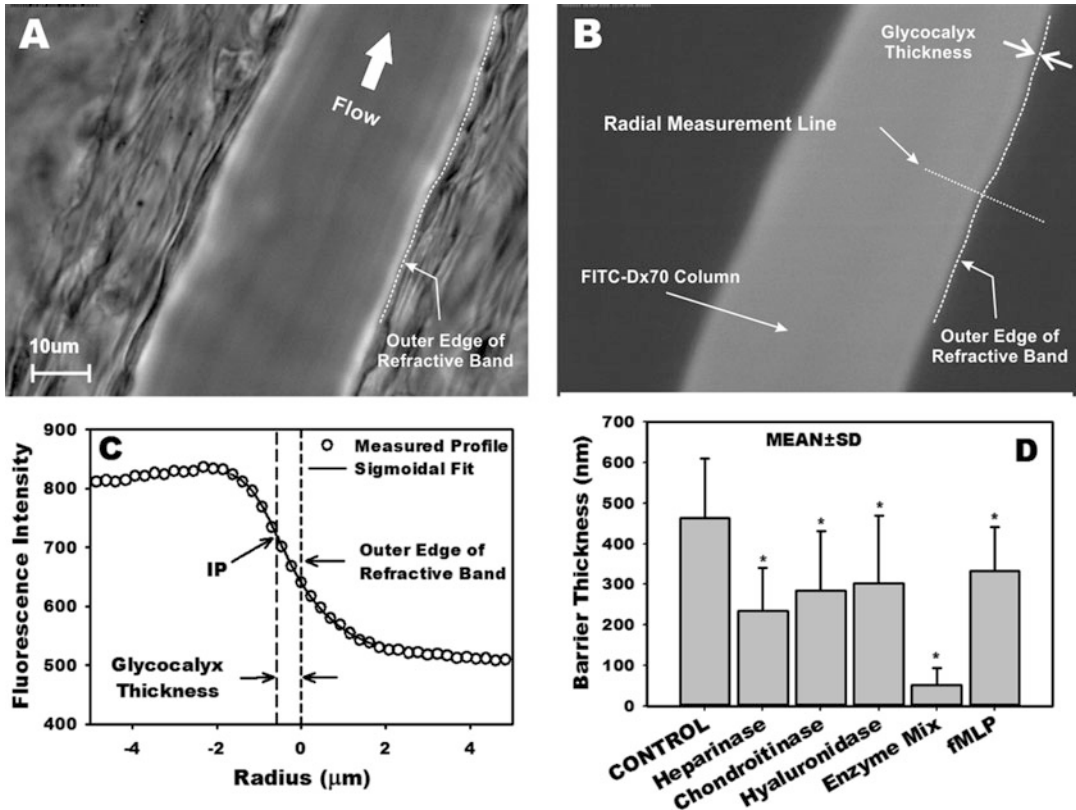 A
Flow
Outer Edge of
Refractive Band
10um
B
Glycocalyx
Thickness
Radial Measurement Line
FITC-Dx70 Column
Outer Edge of
Refractive Band
C
Measured Profile
Sigmoidal Fit
IP
Outer Edge of
Refractive Band
Glycocalyx
Thickness
Fluorescence Intensity
900
800
700
600
500
400
-4
-2
0
2
4
Radius (μm)
D
MEAN±SD
Barrier Thickness (nm)
700
600
500
400
300
200
100
0
*
*
*
*
*
CONTROL
Heparinase
Chondroitinase
Hyaluronidase
Enzyme Mix
fMLP